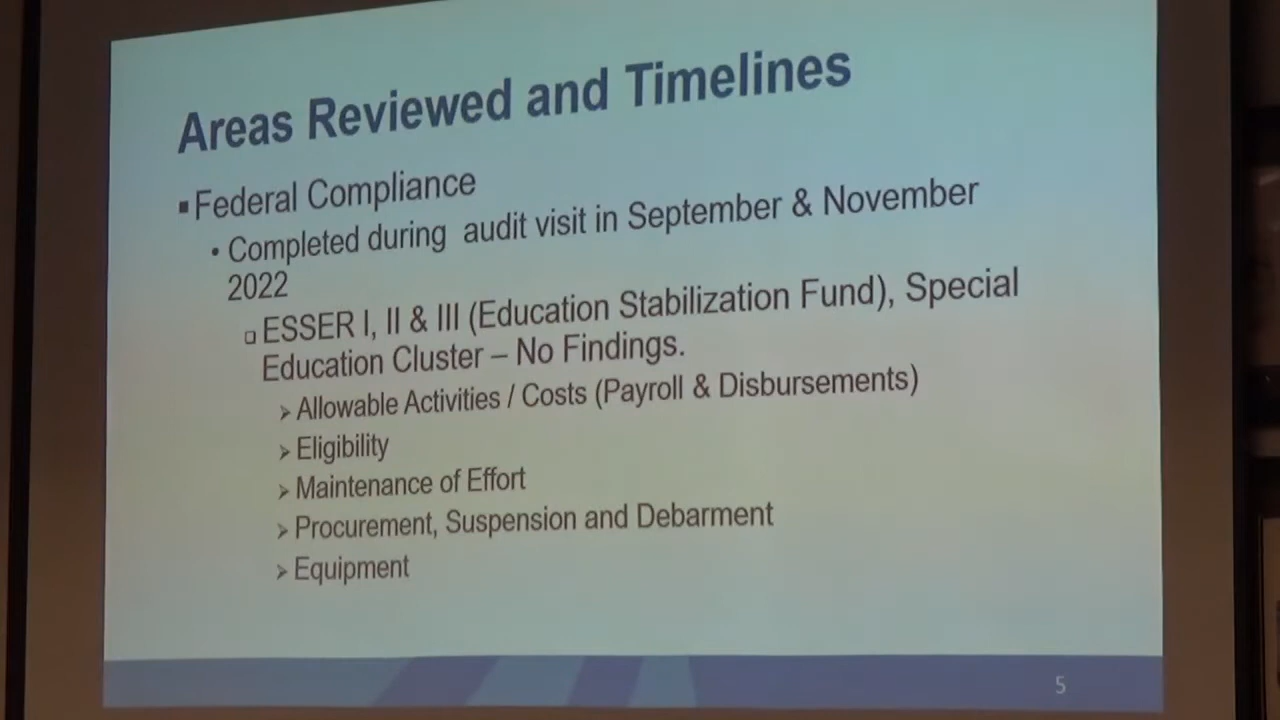 Areas Reviewed and Timelines
▪Federal Compliance
• Completed during audit visit in September & November
2022
❑ESSER I, II & III (Education Stabilization Fund), Special
Education Cluster – No Findings.
➢Allowable Activities / Costs (Payroll & Disbursements)
➢Eligibility
➢Maintenance of Effort
➢Procurement, Suspension and Debarment
➢Equipment
5